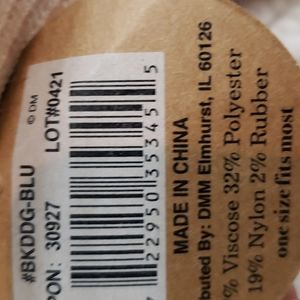 © DM
#BKDDG-BLU
PON: 30927 LOT#0421
22950 35345 5
MADE IN CHINA
buted By: DMM Elmhurst, IL 60126
% Viscose 32% Polyester
19% Nylon 2% Rubber
one size fits most